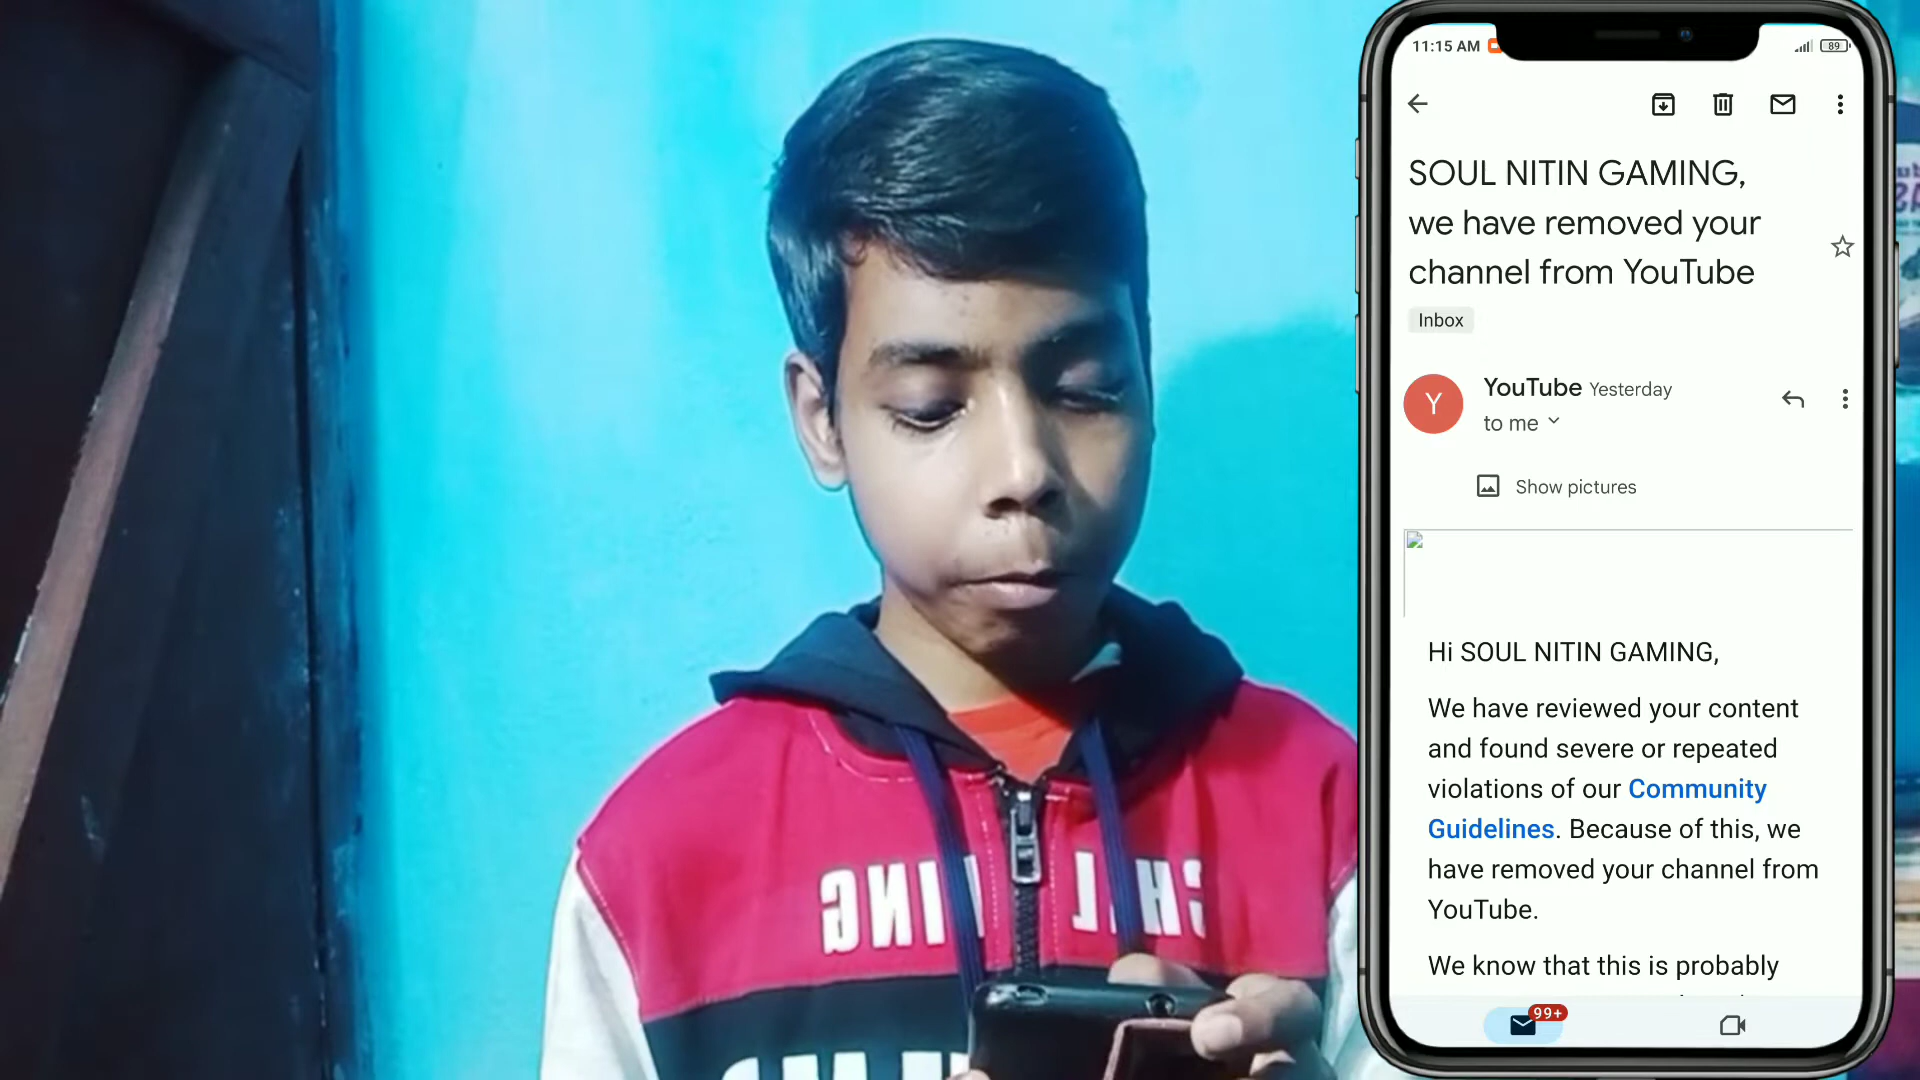 11:15 AM
89
SOUL NITIN GAMING,
we have removed your
channel from YouTube
Inbox
Y
YouTube Yesterday
to me
Show pictures
Hi SOUL NITIN GAMING,
We have reviewed your content
and found severe or repeated
violations of our Community
Guidelines. Because of this, we
have removed your channel from
YouTube.
We know that this is probably
99+